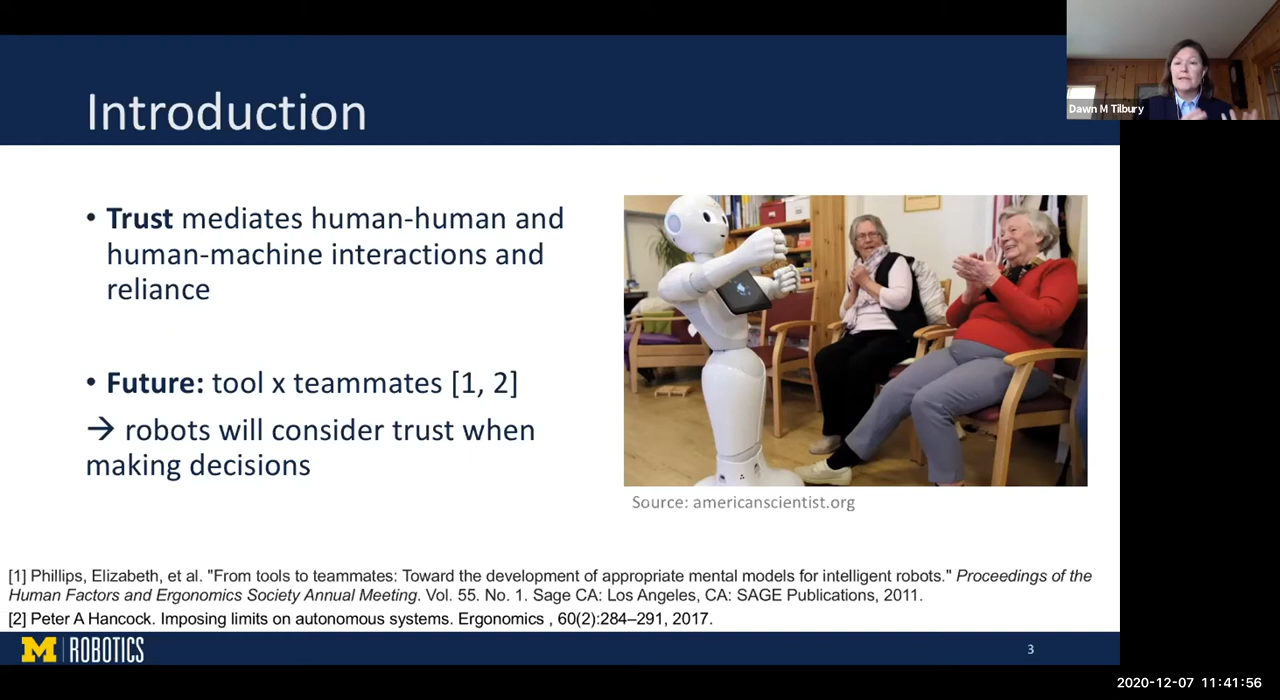 Introduction
Dawn M Tilbury
• Trust mediates human-human and
human-machine interactions and
reliance
• Future: tool x teammates [1, 2]
→ robots will consider trust when
making decisions
Source: americanscientist.org
[1] Phillips, Elizabeth, et al. "From tools to teammates: Toward the development of appropriate mental models for intelligent robots." Proceedings of the
Human Factors and Ergonomics Society Annual Meeting. Vol. 55. No. 1. Sage CA: Los Angeles, CA: SAGE Publications, 2011.
[2] Peter A Hancock. Imposing limits on autonomous systems. Ergonomics , 60(2):284–291, 2017.
M ROBOTICS
3
2020-12-07 11:41:56